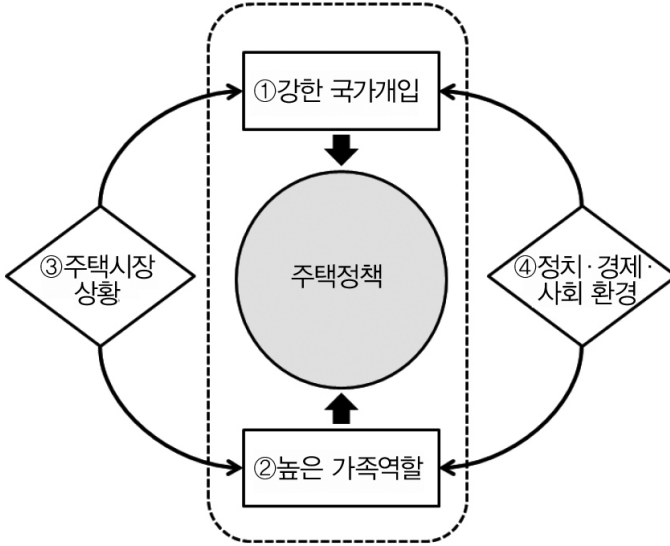 ①강한 국가개입
주택정책
③주택시장
상황
④정치·경제·
사회 환경
②높은 가족역할